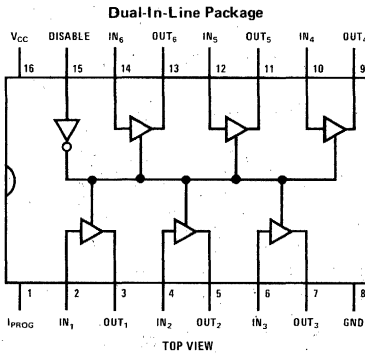 Dual-In-Line Package
VCC DISABLE IN6 OUT6 IN5 OUT5 IN4
16 15 14 13 12 11 10 9
1 2 3 4 5 6 7 8
IPROG IN1 OUT1 IN2 OUT2 IN3 OUT3 GND
TOP VIEW